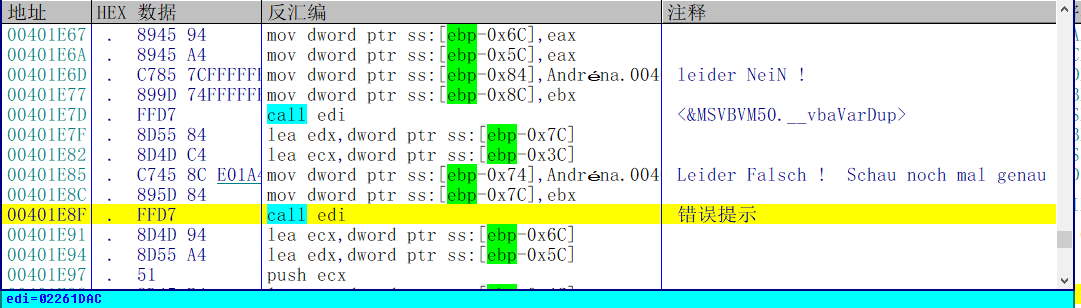 地址 HEX 数据 反汇编 注释
00401E67 . 8945 94 mov dword ptr ss:[ebp-0x6C],eax
00401E6A . 8945 A4 mov dword ptr ss:[ebp-0x5C],eax
00401E6D . C785 7CFFFFFF mov dword ptr ss:[ebp-0x84],Andréna.004 leider NeiN !
00401E77 . 899D 74FFFFFF mov dword ptr ss:[ebp-0x8C],ebx
00401E7D . FFD7 call edi <&MSVBVM50.__vbaVarDup>
00401E7F . 8D55 84 lea edx,dword ptr ss:[ebp-0x7C]
00401E82 . 8D4D C4 lea ecx,dword ptr ss:[ebp-0x3C]
00401E85 . C745 8C E01A4 mov dword ptr ss:[ebp-0x74],Andréna.004 Leider Falsch ! Schau noch mal genau
00401E8C . 895D 84 mov dword ptr ss:[ebp-0x7C],ebx
00401E8F . FFD7 call edi 错误提示
00401E91 . 8D4D 94 lea ecx,dword ptr ss:[ebp-0x6C]
00401E94 . 8D55 A4 lea edx,dword ptr ss:[ebp-0x5C]
00401E97 . 51 push ecx
edi=02261DAC